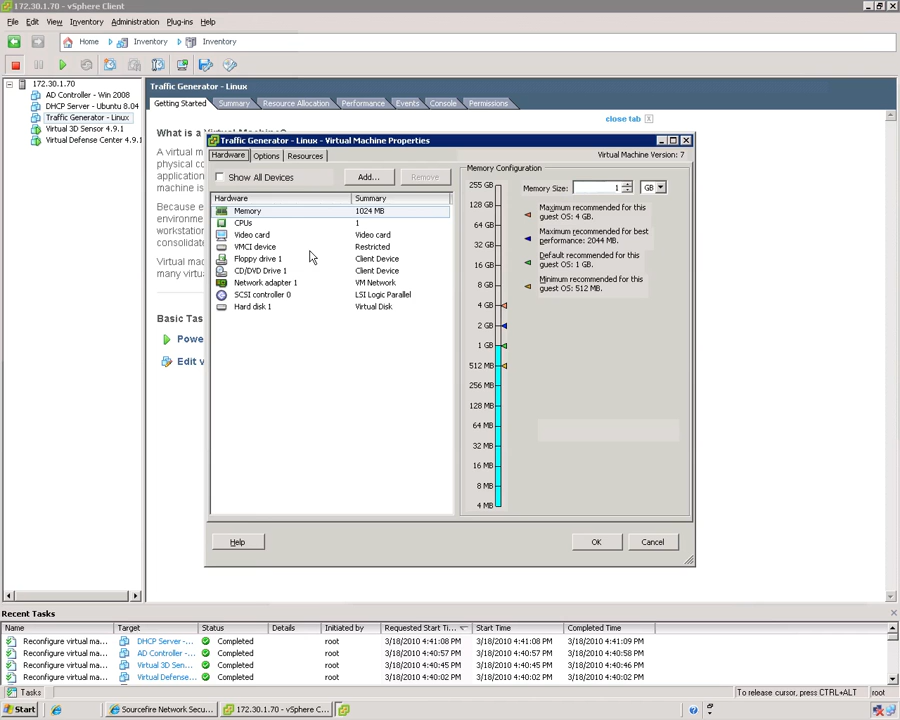 172.30.1.70 - vSphere Client
File Edit View Inventory Administration Plug-ins Help
Home Inventory Inventory
172.30.1.70
AD Controller - Win 2008
DHCP Server - Ubuntu 8.04
Traffic Generator - Linux
Virtual 3D Sensor 4.9.1
Virtual Defense Center 4.9.1
Traffic Generator - Linux
Getting Started Summary Resource Allocation Performance Events Console Permissions
close tab X
What is a Virtual Machine?
A virtual m
physical co
application
machine is
Because e
environme
workstatio
consolidate
Virtual ma
many virtu
Basic Tas
Powe
Edit v
Traffic Generator - Linux - Virtual Machine Properties
Hardware Options Resources
Virtual Machine Version: 7
Show All Devices
Add...
Remove
Hardware Summary
Memory 1024 MB
CPUs 1
Video card Video card
VMCI device Restricted
Floppy drive 1 Client Device
CD/DVD Drive 1 Client Device
Network adapter 1 VM Network
SCSI controller 0 LSI Logic Parallel
Hard disk 1 Virtual Disk
Memory Configuration
255 GB
128 GB
64 GB
32 GB
16 GB
8 GB
4 GB
2 GB
1 GB
512 MB
256 MB
128 MB
64 MB
32 MB
16 MB
8 MB
4 MB
Memory Size: 1 GB
Maximum recommended for this
guest OS: 4 GB.
Maximum recommended for best
performance: 2044 MB.
Default recommended for this
guest OS: 1 GB.
Minimum recommended for this
guest OS: 512 MB.
Help
OK
Cancel
Recent Tasks
Name Target Status Details Initiated by Requested Start Ti... Start Time Completed Time
Reconfigure virtual ma... DHCP Server -... Completed root 3/18/2010 4:41:08 PM 3/18/2010 4:41:08 PM 3/18/2010 4:41:09 PM
Reconfigure virtual ma... AD Controller -... Completed root 3/18/2010 4:40:57 PM 3/18/2010 4:40:57 PM 3/18/2010 4:40:58 PM
Reconfigure virtual ma... Virtual 3D Sen... Completed root 3/18/2010 4:40:45 PM 3/18/2010 4:40:45 PM 3/18/2010 4:40:46 PM
Reconfigure virtual ma... Virtual Defense... Completed root 3/18/2010 4:40:02 PM 3/18/2010 4:40:02 PM 3/18/2010 4:40:02 PM
Tasks
To release cursor, press CTRL+ALT
root
Start
Sourcefire Network Secu...
172.30.1.70 - vSphere C...